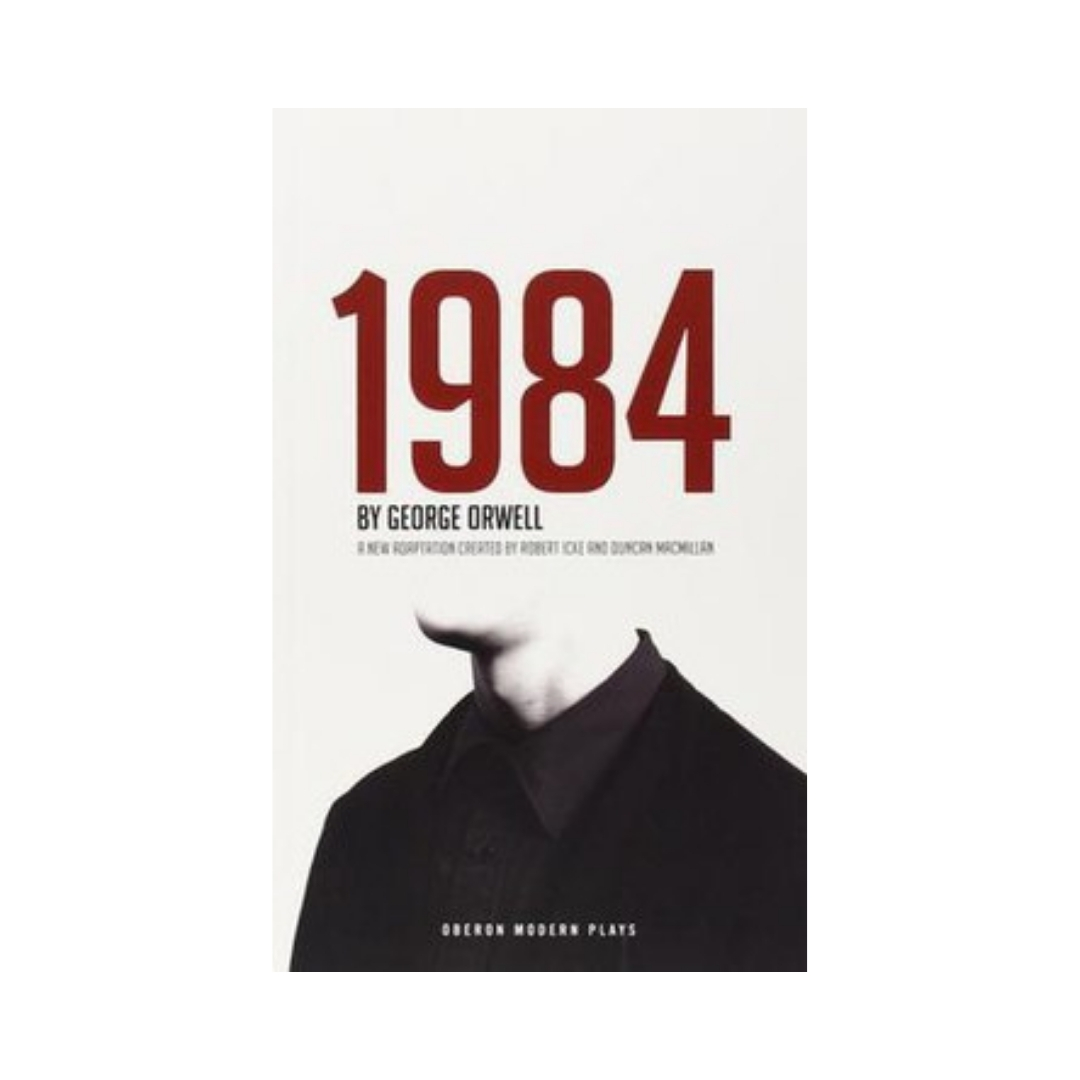 1984
BY GEORGE ORWELL
A NEW ADAPTATION CREATED BY ROBERT ICKE AND DUNCAN MACMILLAN
OBERON MODERN PLAYS